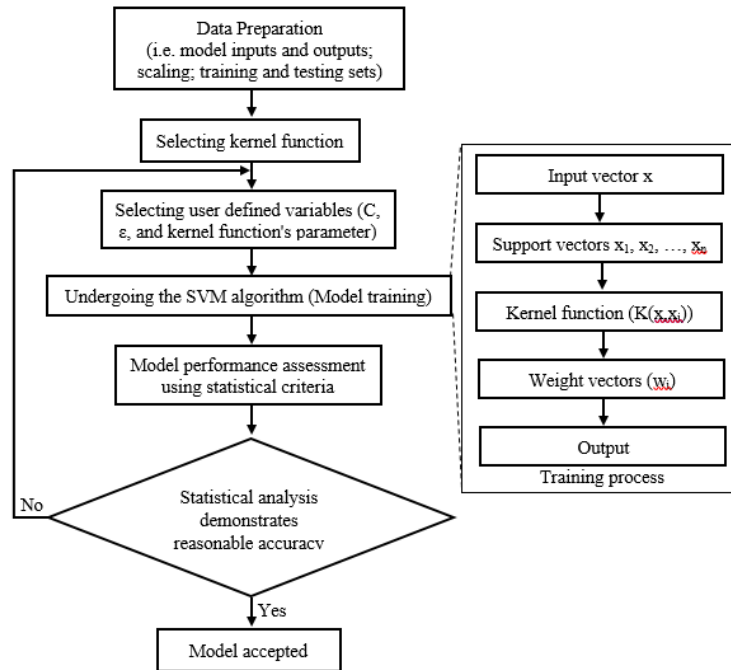 Data Preparation
(i.e. model inputs and outputs;
scaling; training and testing sets)
Selecting kernel function
Selecting user defined variables (C,
ε, and kernel function's parameter)
Undergoing the SVM algorithm (Model training)
Model performance assessment
using statistical criteria
Statistical analysis
demonstrates
reasonable accuracy
No
Yes
Model accepted
Input vector x
Support vectors x₁, x₂, …, xₙ
Kernel function (K(x,xᵢ))
Weight vectors (wᵢ)
Output
Training process